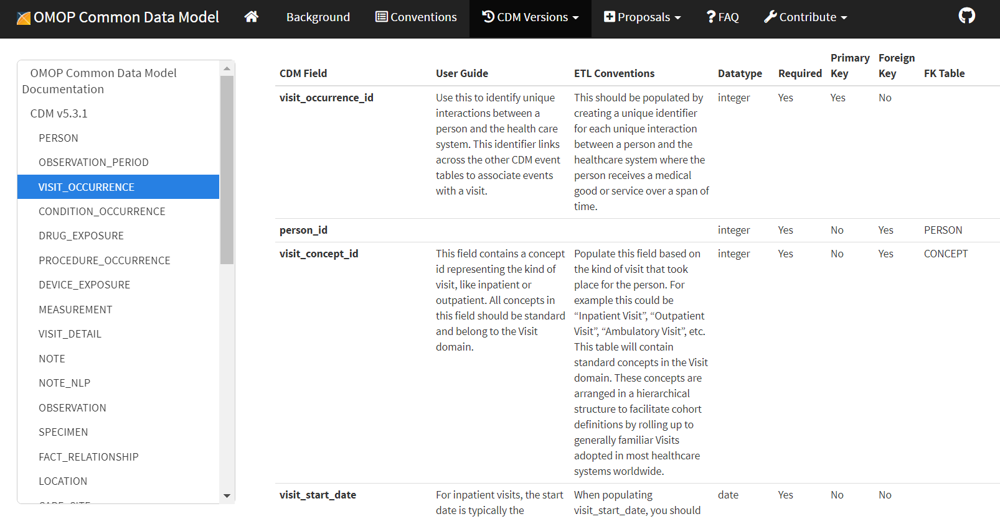 OMOP Common Data Model
Background
Conventions
CDM Versions
Proposals
FAQ
Contribute
OMOP Common Data Model
Documentation
CDM v5.3.1
PERSON
OBSERVATION_PERIOD
VISIT_OCCURRENCE
CONDITION_OCCURRENCE
DRUG_EXPOSURE
PROCEDURE_OCCURRENCE
DEVICE_EXPOSURE
MEASUREMENT
VISIT_DETAIL
NOTE
NOTE_NLP
OBSERVATION
SPECIMEN
FACT_RELATIONSHIP
LOCATION
CARE_SITE
CDM Field
User Guide
ETL Conventions
Datatype
Required
Primary
Key
Foreign
Key
FK Table
visit_occurrence_id
Use this to identify unique
interactions between a
person and the health care
system. This identifier links
across the other CDM event
tables to associate events
with a visit.
This should be populated by
creating a unique identifier
for each unique interaction
between a person and the
healthcare system where the
person receives a medical
good or service over a span of
time.
integer
Yes
Yes
No
person_id
integer
Yes
No
Yes
PERSON
visit_concept_id
This field contains a concept
id representing the kind of
visit, like inpatient or
outpatient. All concepts in
this field should be standard
and belong to the Visit
domain.
Populate this field based on
the kind of visit that took
place for the person. For
example this could be
“Inpatient Visit”, “Outpatient
Visit”, “Ambulatory Visit”, etc.
This table will contain
standard concepts in the Visit
domain. These concepts are
arranged in a hierarchical
structure to facilitate cohort
definitions by rolling up to
generally familiar Visits
adopted in most healthcare
systems worldwide.
integer
Yes
No
Yes
CONCEPT
visit_start_date
For inpatient visits, the start
date is typically the
When populating
visit_start_date, you should
date
Yes
No
No